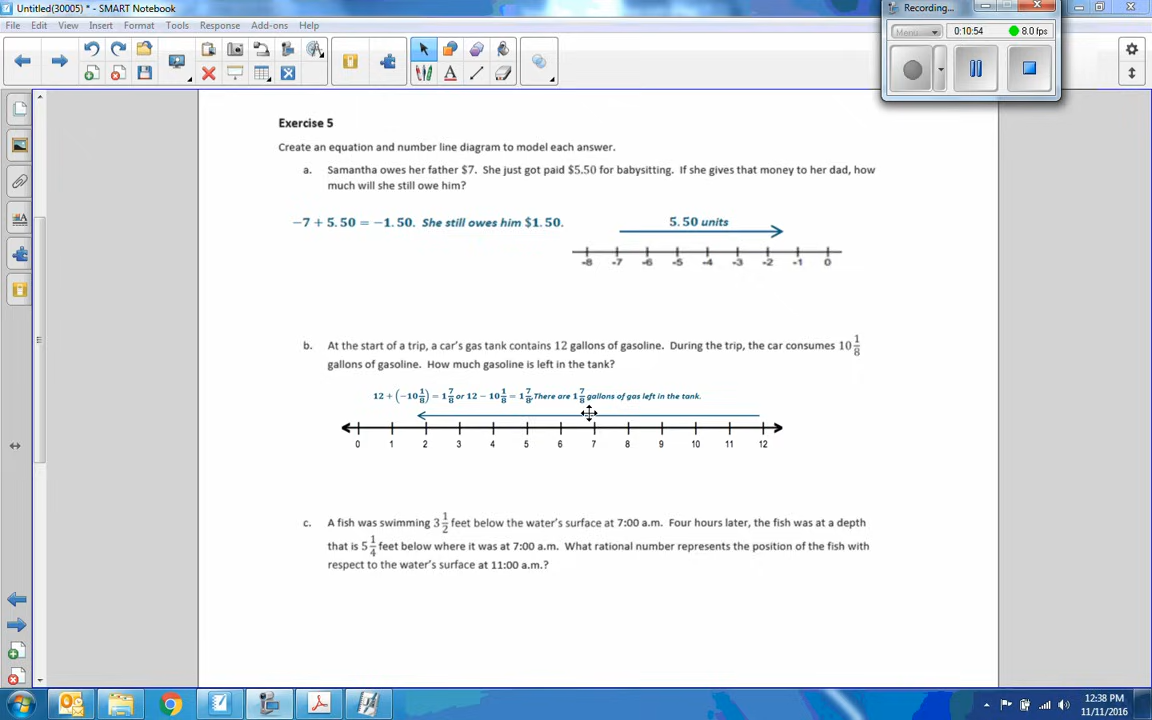 Untitled(30005) * - SMART Notebook
File Edit View Insert Format Tools Response Add-ons Help
Recording...
Menu 0:10:54 8.0 fps
Exercise 5
Create an equation and number line diagram to model each answer.
a. Samantha owes her father $7. She just got paid $5.50 for babysitting. If she gives that money to her dad, how
much will she still owe him?
−7 + 5.50 = −1.50. She still owes him $1.50.
5.50 units
-8 -7 -6 -5 -4 -3 -2 -1 0
b. At the start of a trip, a car's gas tank contains 12 gallons of gasoline. During the trip, the car consumes 10 1/8
gallons of gasoline. How much gasoline is left in the tank?
12 + (−10 1/8) = 1 7/8 or 12 − 10 1/8 = 1 7/8. There are 1 7/8 gallons of gas left in the tank.
0 1 2 3 4 5 6 7 8 9 10 11 12
c. A fish was swimming 3 1/2 feet below the water's surface at 7:00 a.m. Four hours later, the fish was at a depth
that is 5 1/4 feet below where it was at 7:00 a.m. What rational number represents the position of the fish with
respect to the water's surface at 11:00 a.m.?
12:38 PM
11/11/2016